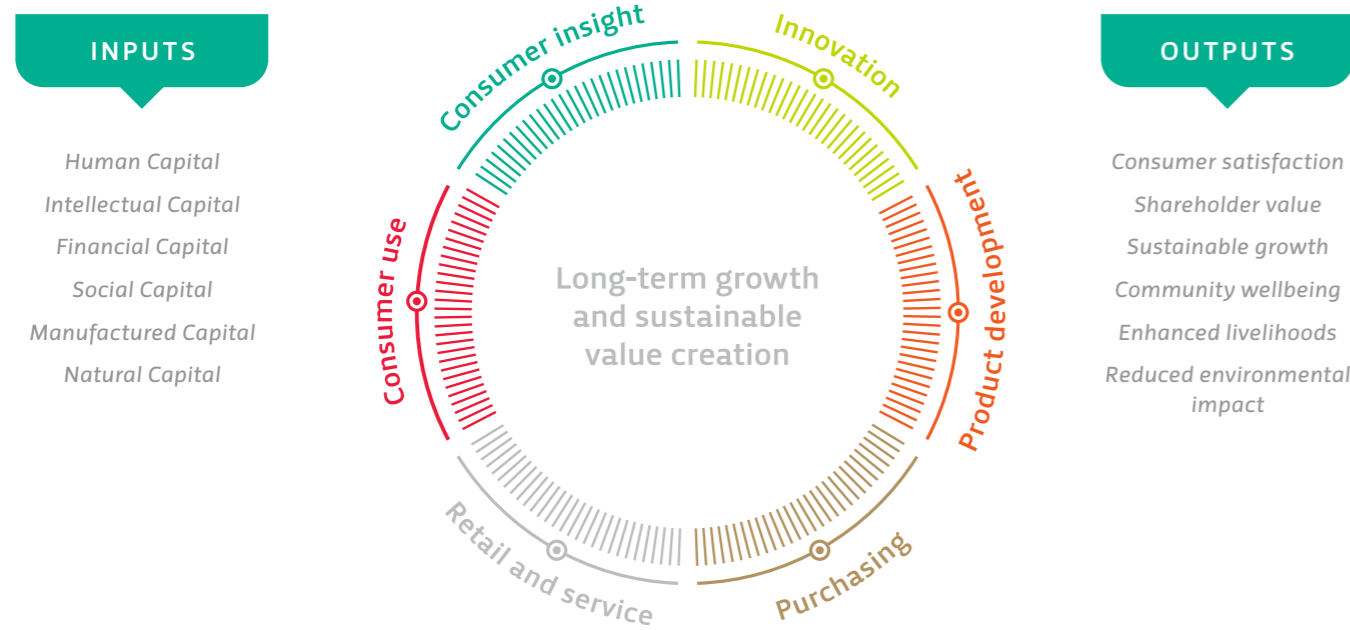 INPUTS
Human Capital
Intellectual Capital
Financial Capital
Social Capital
Manufactured Capital
Natural Capital
Consumer insight
Innovation
Product development
Purchasing
Retail and service
Consumer use
Long-term growth
and sustainable
value creation
OUTPUTS
Consumer satisfaction
Shareholder value
Sustainable growth
Community wellbeing
Enhanced livelihoods
Reduced environmental
impact